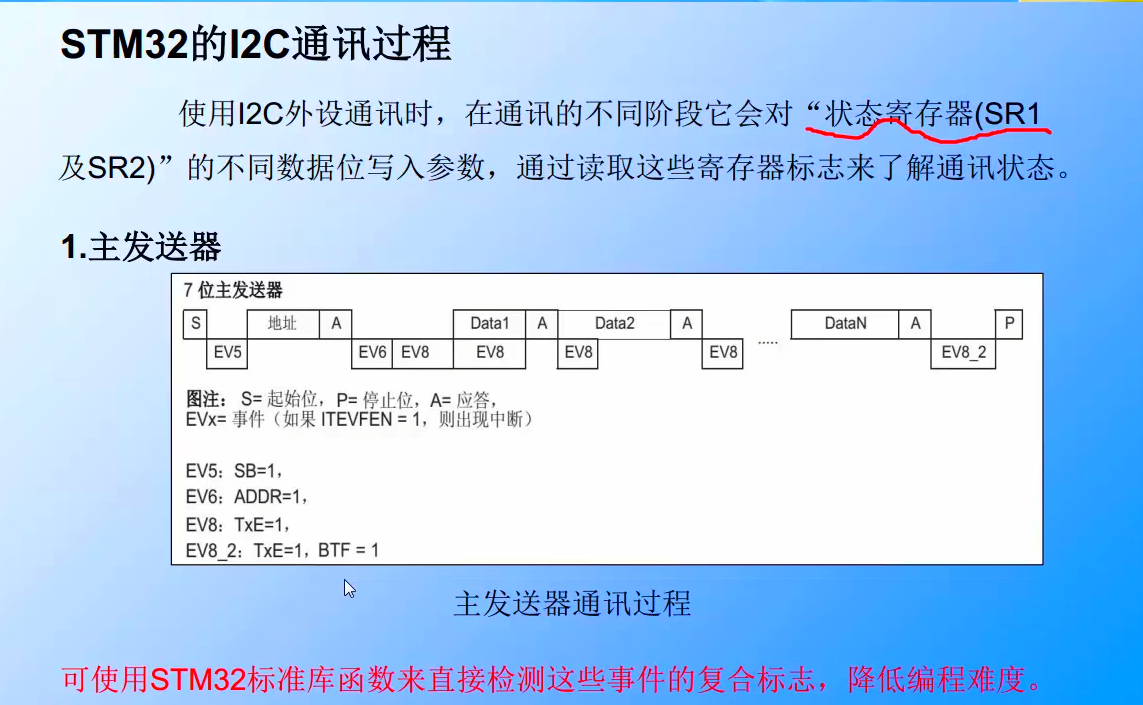 STM32的I2C通讯过程
使用I2C外设通讯时，在通讯的不同阶段它会对“状态寄存器(SR1
及SR2)”的不同数据位写入参数，通过读取这些寄存器标志来了解通讯状态。
1.主发送器
7 位主发送器
S 地址 A Data1 A Data2 A ..... DataN A P
EV5 EV6 EV8 EV8 EV8 EV8 EV8_2
图注： S= 起始位，P= 停止位，A= 应答，
EVx= 事件（如果 ITEVFEN = 1，则出现中断）
EV5：SB=1，
EV6：ADDR=1，
EV8：TxE=1，
EV8_2：TxE=1，BTF = 1
主发送器通讯过程
可使用STM32标准库函数来直接检测这些事件的复合标志，降低编程难度。